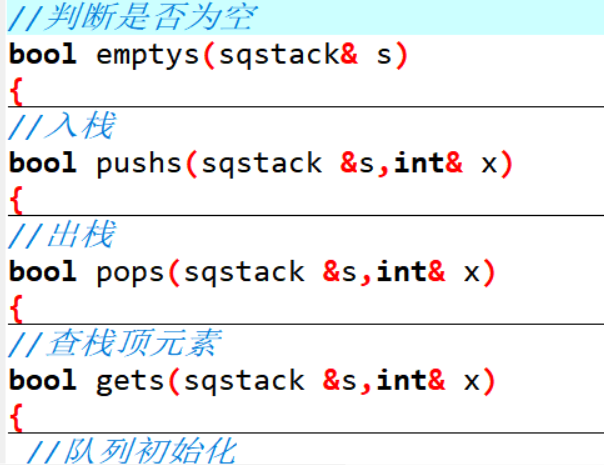 //判断是否为空
bool emptys(sqstack& s)
{
//入栈
bool pushs(sqstack &s,int& x)
{
//出栈
bool pops(sqstack &s,int& x)
{
//查栈顶元素
bool gets(sqstack &s,int& x)
{
//队列初始化